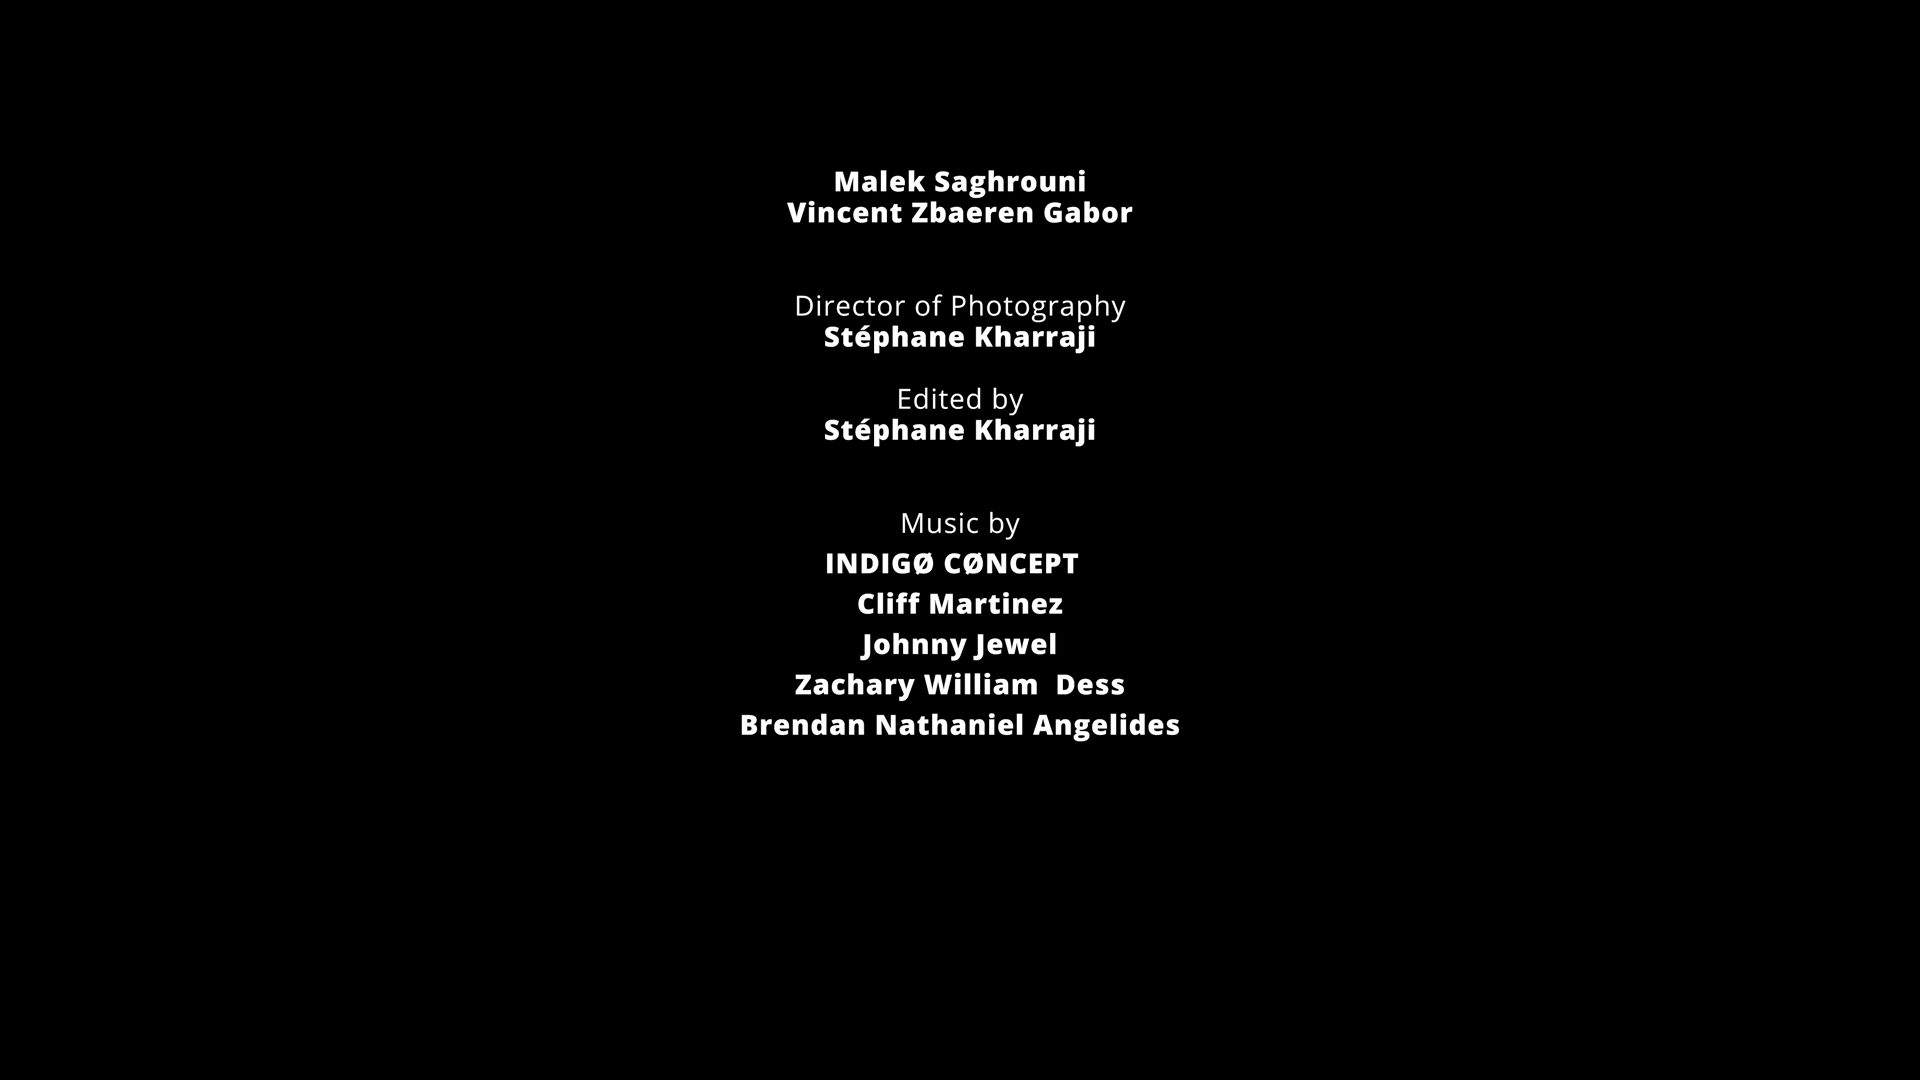 Malek Saghrouni
Vincent Zbaeren Gabor
Director of Photography
Stéphane Kharraji
Edited by
Stéphane Kharraji
Music by
INDIGØ CØNCEPT
Cliff Martinez
Johnny Jewel
Zachary William  Dess
Brendan Nathaniel Angelides